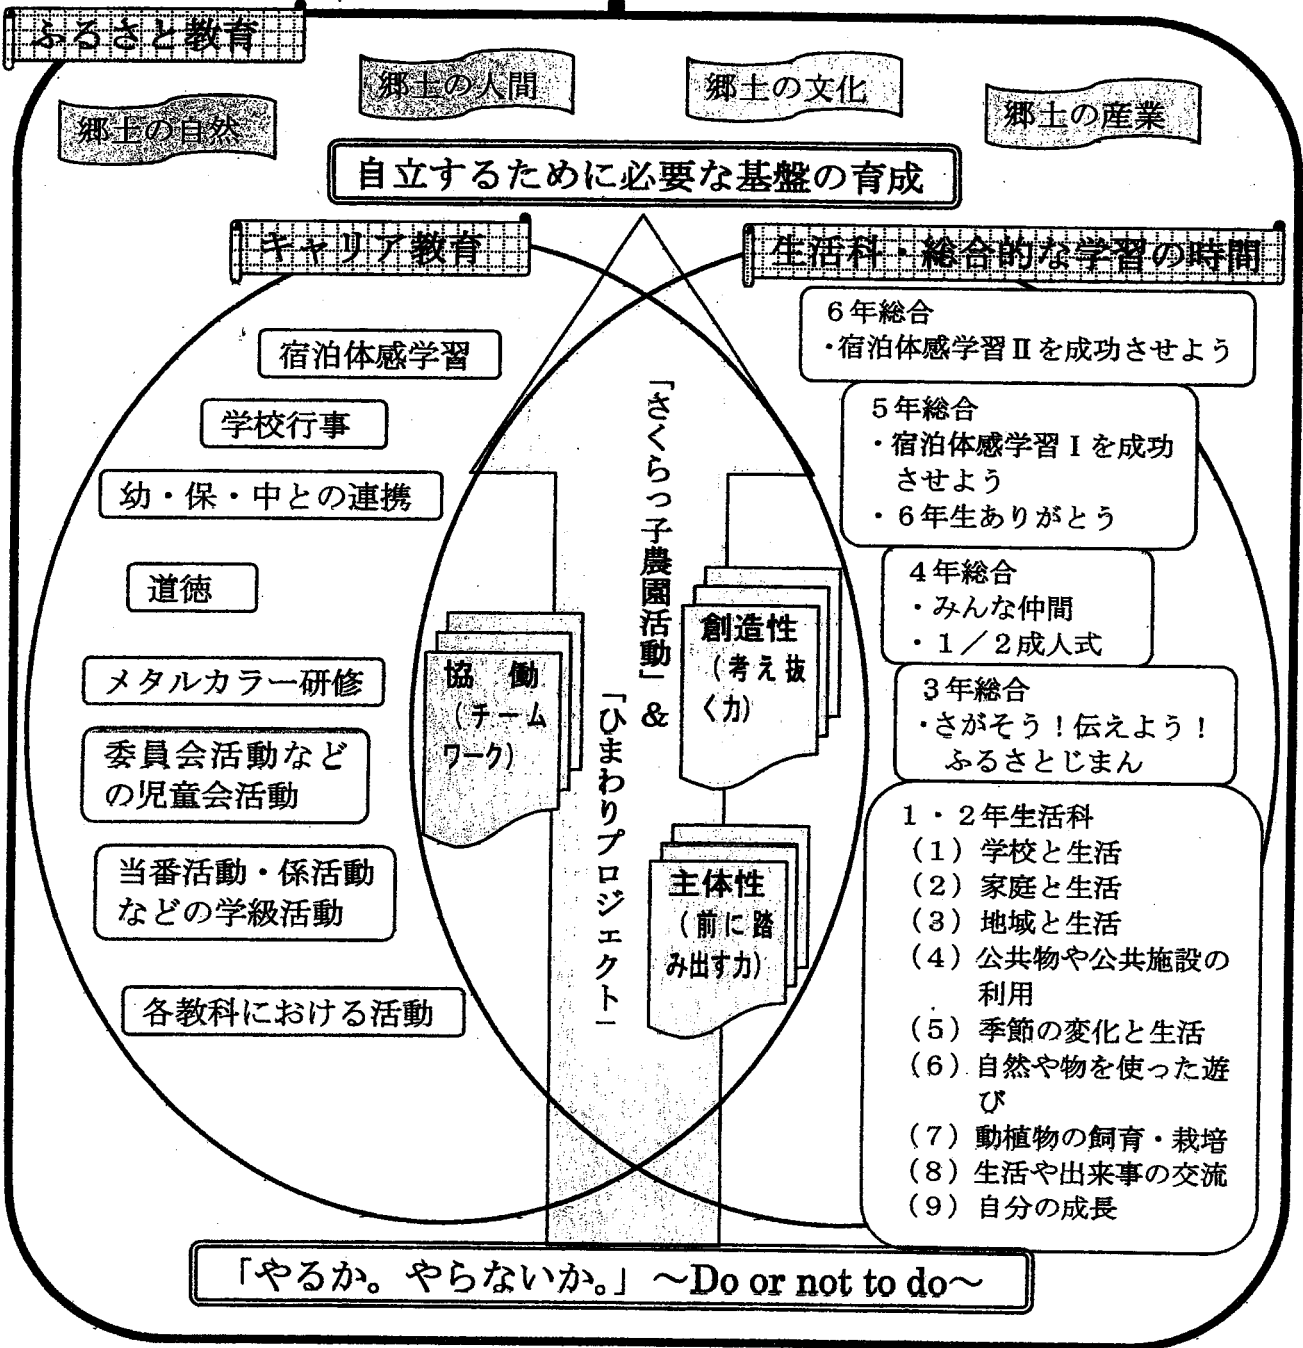 ふるさと教育
郷土の自然
郷土の人間
郷土の文化
郷土の産業
自立するために必要な基盤の育成
キャリア教育
宿泊体感学習
学校行事
幼・保・中との連携
道徳
メタルカラー研修
委員会活動など
の児童会活動
当番活動・係活動
などの学級活動
各教科における活動
「さくらっ子農園活動」&
「ひまわりプロジェクト」
協 働
(チーム
ワーク)
創造性
(考え抜
く力)
主体性
(前に踏
み出す力)
生活科・総合的な学習の時間
6年総合
・宿泊体感学習Ⅱを成功させよう
5年総合
・宿泊体感学習Ⅰを成功
させよう
・6年生ありがとう
4年総合
・みんな仲間
・1/2成人式
3年総合
・さがそう!伝えよう!
ふるさとじまん
1・2年生活科
(1)学校と生活
(2)家庭と生活
(3)地域と生活
(4)公共物や公共施設の
利用
(5)季節の変化と生活
(6)自然や物を使った遊
び
(7)動植物の飼育・栽培
(8)生活や出来事の交流
(9)自分の成長
「やるか。やらないか。」~Do or not to do~